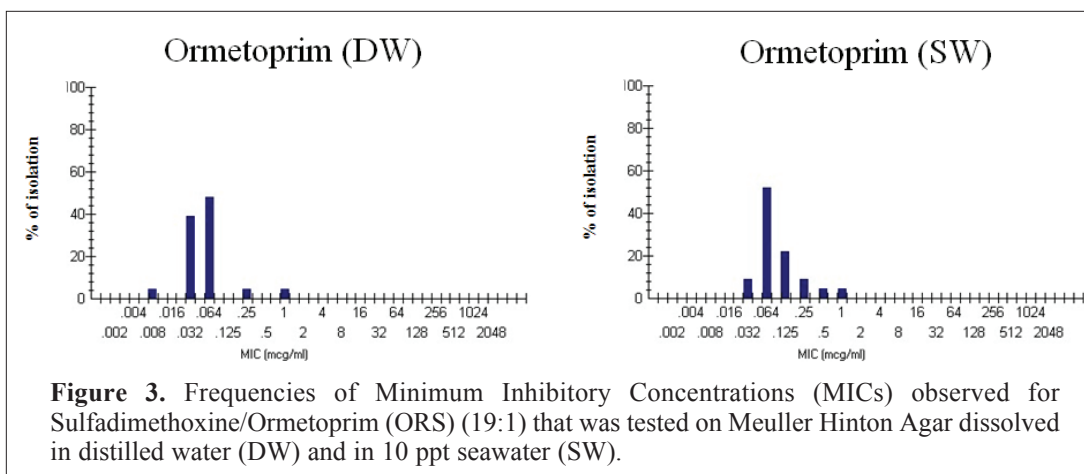 Ormetoprim (DW)
% of isolation
100
80
60
40
20
0
.004 .016 .064 .25 1 4 16 64 256 1024
.002 .008 .032 .125 .5 2 8 32 128 512 2048
MIC (mcg/ml)
Ormetoprim (SW)
% of isolation
100
80
60
40
20
0
.004 .016 .064 .25 1 4 16 64 256 1024
.002 .008 .032 .125 .5 2 8 32 128 512 2048
MIC (mcg/ml)
Figure 3. Frequencies of Minimum Inhibitory Concentrations (MICs) observed for
Sulfadimethoxine/Ormetoprim (ORS) (19:1) that was tested on Meuller Hinton Agar dissolved
in distilled water (DW) and in 10 ppt seawater (SW).